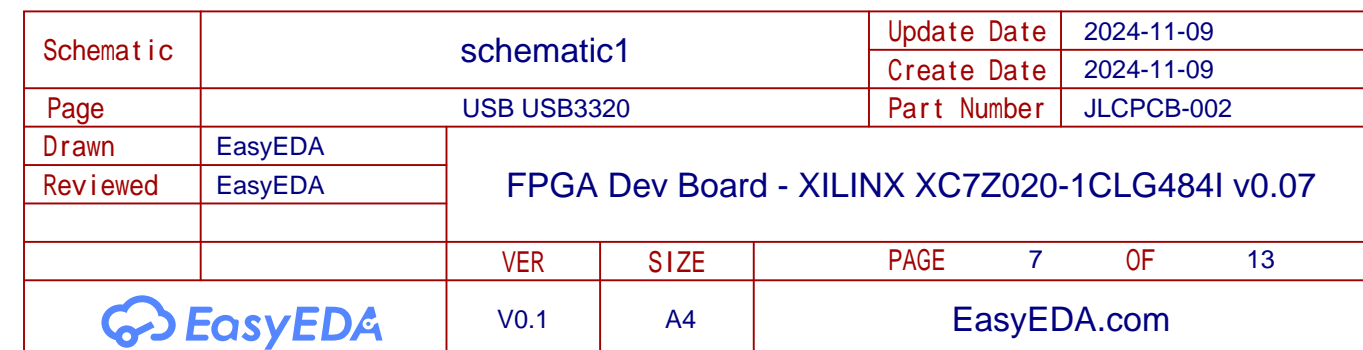 Schematic schematic1 Update Date 2024-11-09
Create Date 2024-11-09
Page USB USB3320 Part Number JLCPCB-002
Drawn EasyEDA
Reviewed EasyEDA FPGA Dev Board - XILINX XC7Z020-1CLG484I v0.07
VER SIZE PAGE 7 OF 13
EasyEDA V0.1 A4 EasyEDA.com